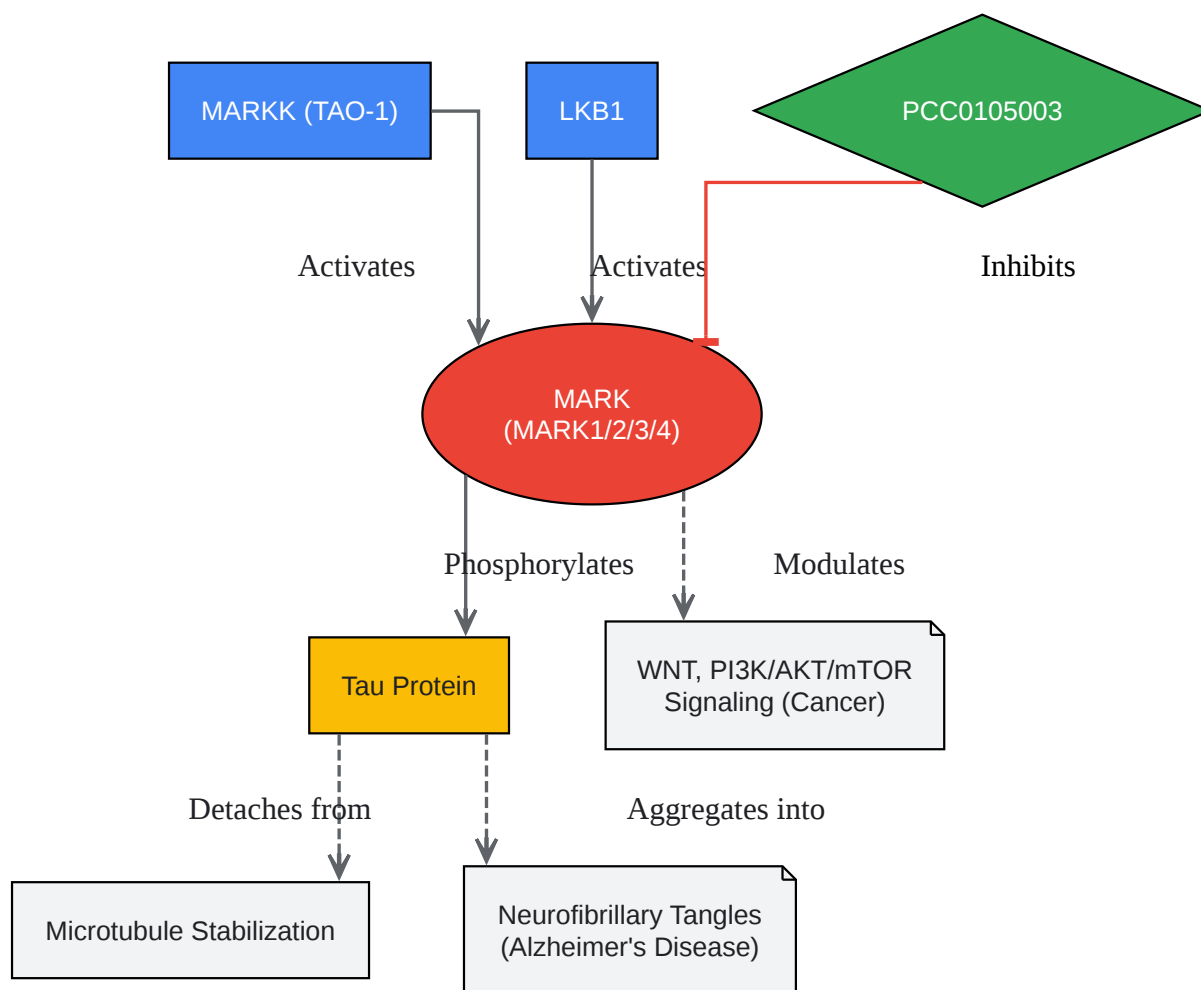 MARKK (TAO-1)
LKB1
PCC0105003
Activates
Activates
Inhibits
MARK
(MARK1/2/3/4)
Phosphorylates
Modulates
Tau Protein
WNT, PI3K/AKT/mTOR
Signaling (Cancer)
Detaches from
Aggregates into
Microtubule Stabilization
Neurofibrillary Tangles
(Alzheimer's Disease)